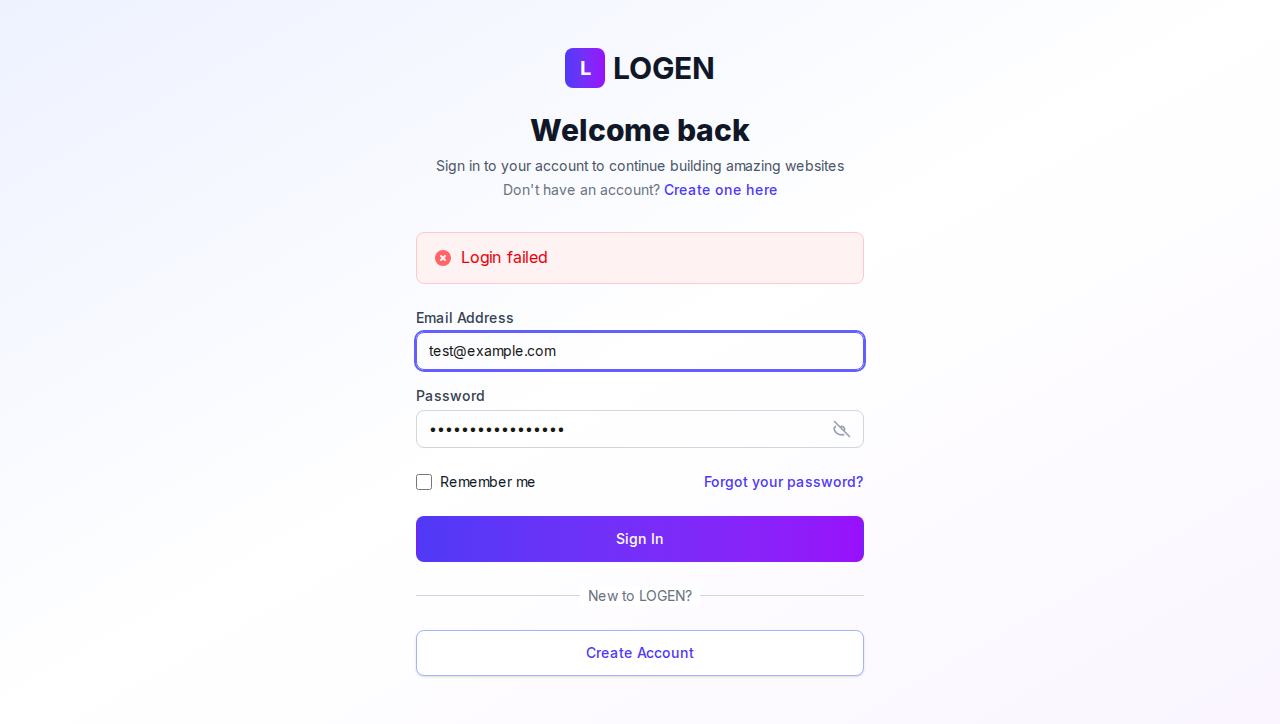 L LOGEN
Welcome back
Sign in to your account to continue building amazing websites
Don't have an account? Create one here
Login failed
Email Address
test@example.com
Password
•••••••••••••••••
Remember me Forgot your password?
Sign In
New to LOGEN?
Create Account